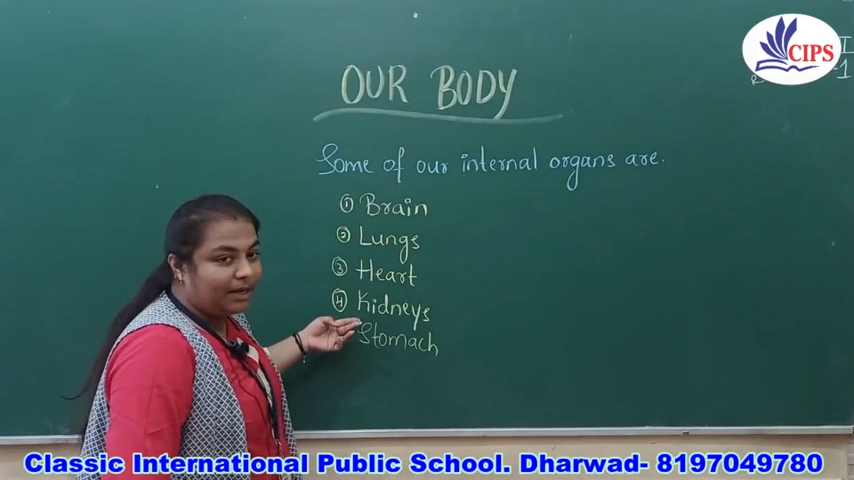 CIPS
I
-1
OUR BODY
Some of our internal organs are.
① Brain
② Lungs
③ Heart
④ Kidneys
Stomach
Classic International Public School. Dharwad- 8197049780